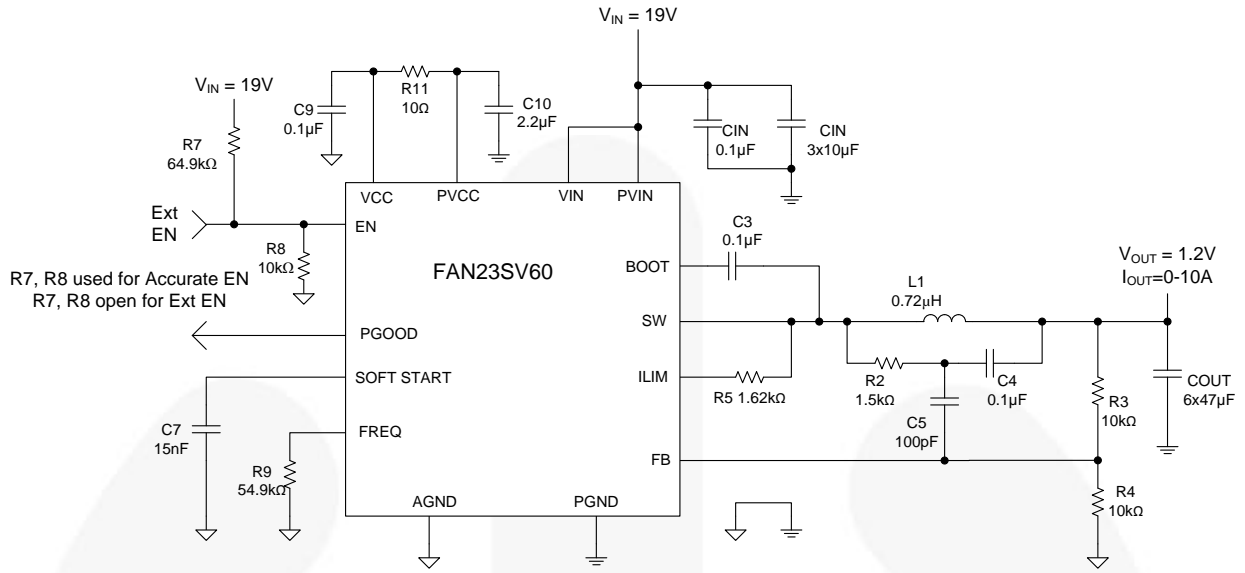 V_IN = 19V
V_IN = 19V
C9
0.1µF
R11
10Ω
C10
2.2µF
CIN
0.1µF
CIN
3x10µF
R7
64.9kΩ
VCC
PVCC
VIN
PVIN
Ext
EN
EN
R8
10kΩ
R7, R8 used for Accurate EN
R7, R8 open for Ext EN
FAN23SV60
BOOT
C3
0.1µF
V_OUT = 1.2V
I_OUT=0-10A
L1
0.72µH
PGOOD
SW
SOFT START
ILIM
R5 1.62kΩ
R2
1.5kΩ
C4
0.1µF
C5
100pF
R3
10kΩ
COUT
6x47µF
C7
15nF
FREQ
R9
54.9kΩ
FB
R4
10kΩ
AGND
PGND